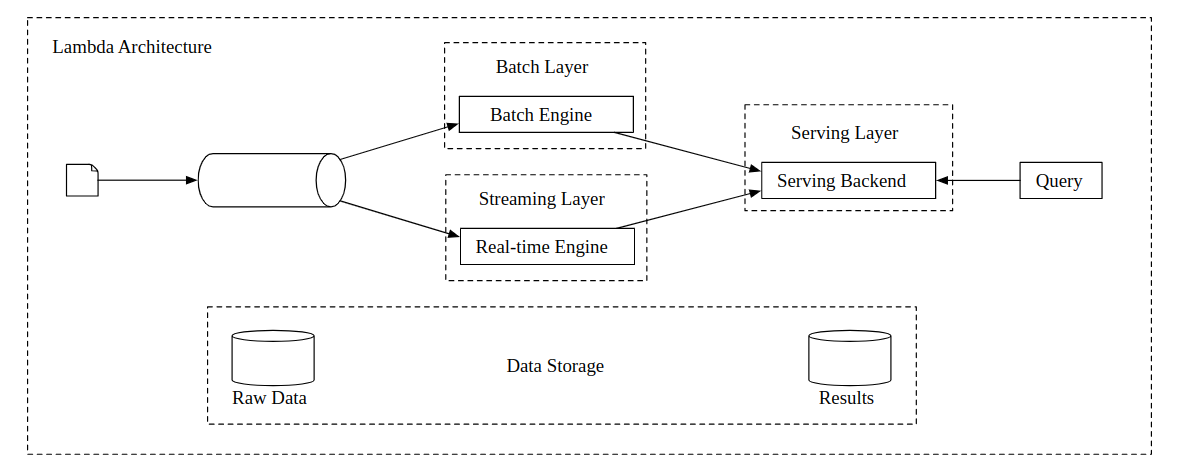 Lambda Architecture
Batch Layer
Batch Engine
Serving Layer
Serving Backend
Query
Streaming Layer
Real-time Engine
Data Storage
Raw Data
Results